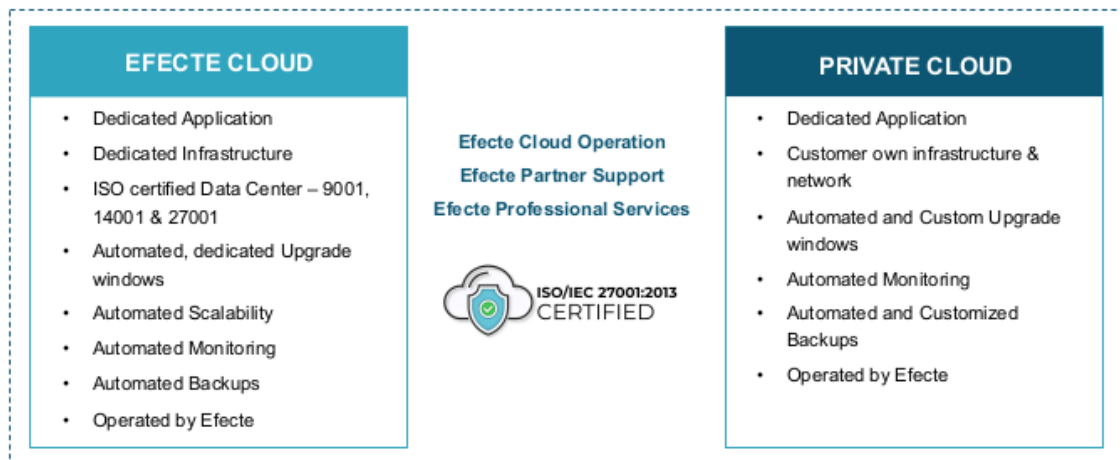 EFECTE CLOUD
• Dedicated Application
• Dedicated Infrastructure
• ISO certified Data Center – 9001,
14001 & 27001
• Automated, dedicated Upgrade
windows
• Automated Scalability
• Automated Monitoring
• Automated Backups
• Operated by Efecte
Efecte Cloud Operation
Efecte Partner Support
Efecte Professional Services
ISO/IEC 27001:2013
CERTIFIED
PRIVATE CLOUD
• Dedicated Application
• Customer own infrastructure &
network
• Automated and Custom Upgrade
windows
• Automated Monitoring
• Automated and Customized
Backups
• Operated by Efecte